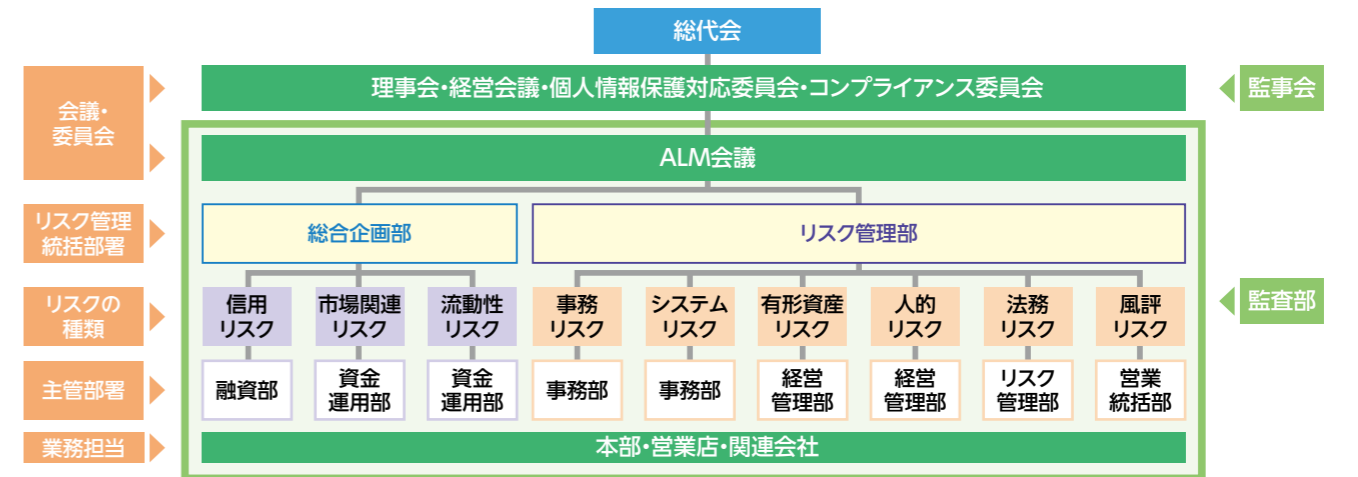 総代会
会議・
委員会
理事会・経営会議・個人情報保護対応委員会・コンプライアンス委員会
監事会
ALM会議
リスク管理
統括部署
総合企画部
リスク管理部
リスクの
種類
信用
リスク
市場関連
リスク
流動性
リスク
事務
リスク
システム
リスク
有形資産
リスク
人的
リスク
法務
リスク
風評
リスク
監査部
主管部署
融資部
資金
運用部
資金
運用部
事務部
事務部
経営
管理部
経営
管理部
リスク
管理部
営業
統括部
業務担当
本部・営業店・関連会社